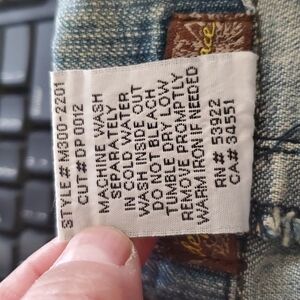 STYLE# M300-2201
CUT# DP 0012
MACHINE WASH
SEPARATELY
IN COLD WATER
WASH INSIDE OUT
DO NOT BLEACH
TUMBLE DRY LOW
REMOVE PROMPTLY
WARM IRON IF NEEDED
RN# 53922
CA# 34551